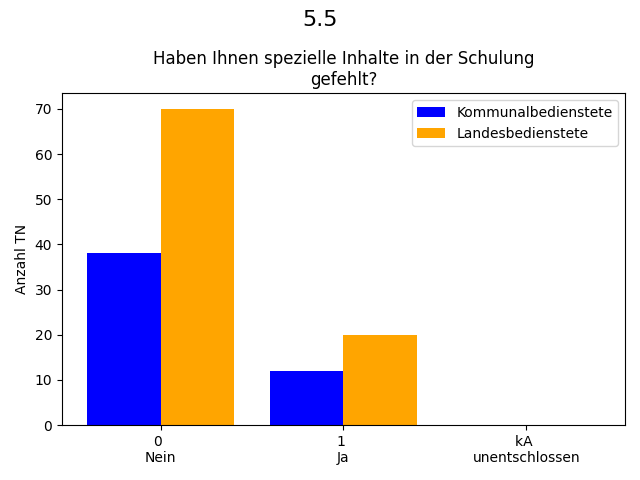 5.5
Haben Ihnen spezielle Inhalte in der Schulung
gefehlt?
Kommunalbedienstete
Landesbedienstete
Anzahl TN
70
60
50
40
30
20
10
0
0
Nein
1
Ja
kA
unentschlossen